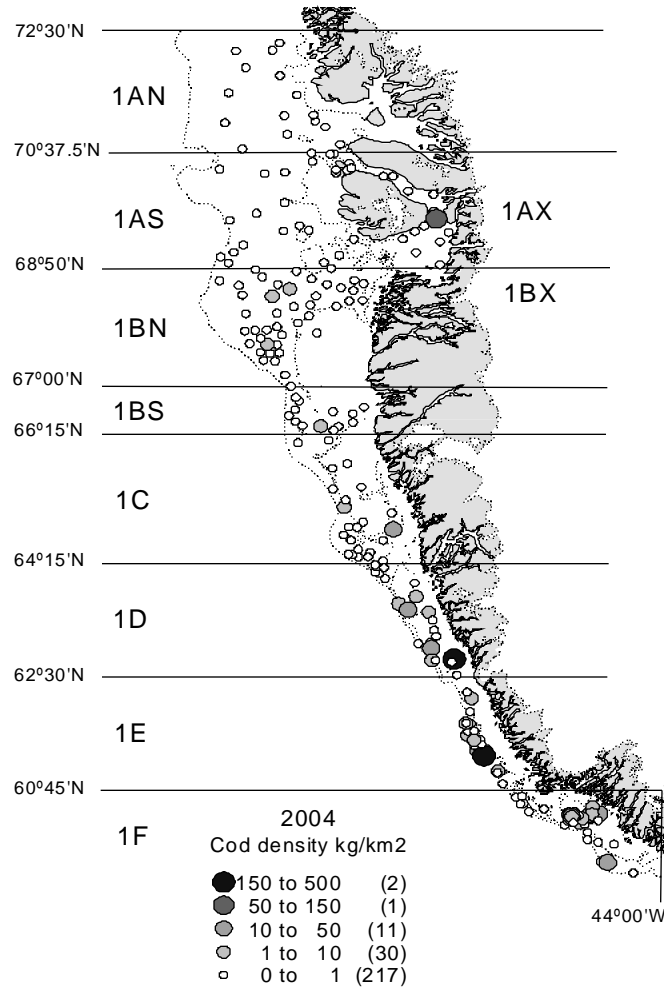 72º30'N
1AN
70º37.5'N
1AS
1AX
68º50'N
1BX
1BN
67º00'N
1BS
66º15'N
1C
64º15'N
1D
62º30'N
1E
60º45'N
1F
2004
Cod density kg/km2
150 to 500 (2)
50 to 150 (1)
10 to 50 (11)
1 to 10 (30)
0 to 1 (217)
44º00'W